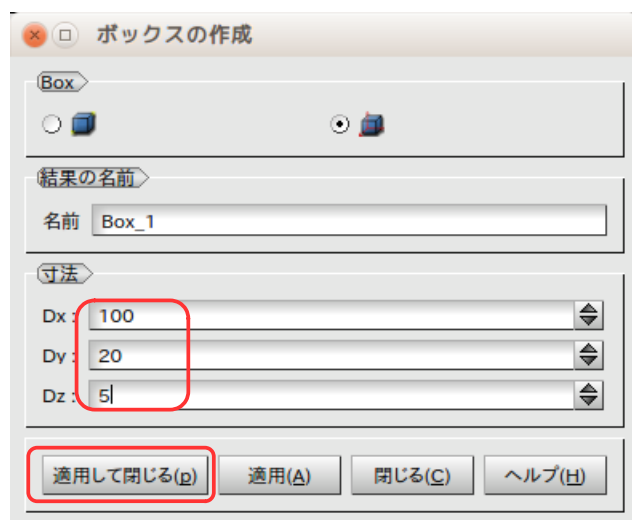 ボックスの作成
Box
結果の名前
名前 Box_1
寸法
Dx : 100
Dy : 20
Dz : 5
適用して閉じる(p) 適用(A) 閉じる(C) ヘルプ(H)